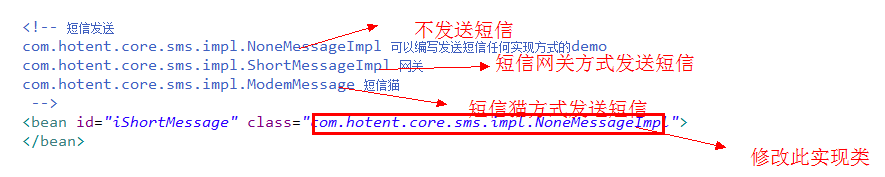 <!-- 短信发送
不发送短信
com.hotent.core.sms.impl.NoneMessageImpl 可以编写发送短信任何实现方式的demo
com.hotent.core.sms.impl.ShortMessageImpl 网关
短信网关方式发送短信
com.hotent.core.sms.impl.ModemMessage 短信猫
-->
短信猫方式发送短信
<bean id="iShortMessage" class="com.hotent.core.sms.impl.NoneMessageImpl">
</bean>
修改此实现类